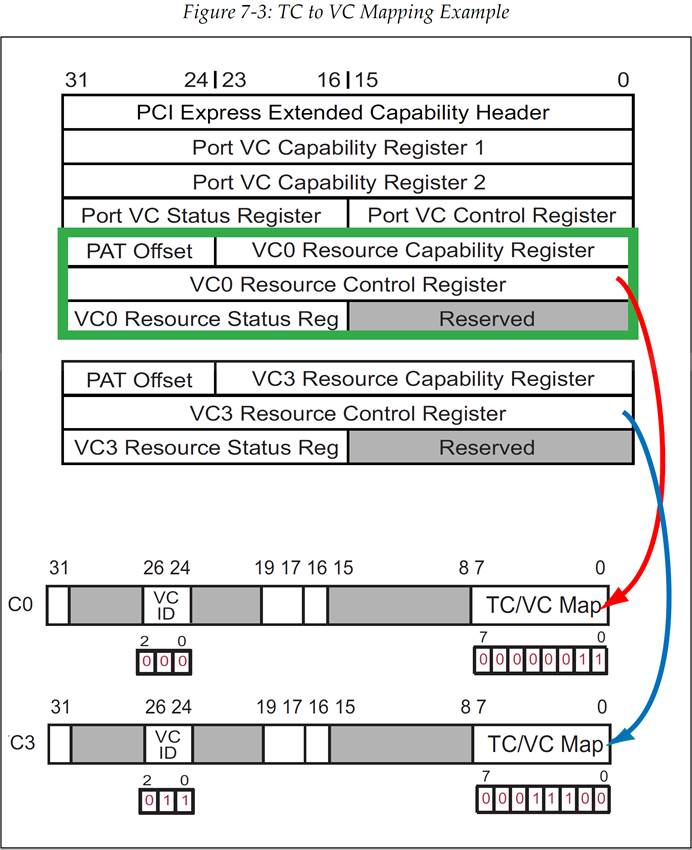 Figure 7-3: TC to VC Mapping Example
31 24 23 16 15 0
PCI Express Extended Capability Header
Port VC Capability Register 1
Port VC Capability Register 2
Port VC Status Register Port VC Control Register
PAT Offset VC0 Resource Capability Register
VC0 Resource Control Register
VC0 Resource Status Reg Reserved
PAT Offset VC3 Resource Capability Register
VC3 Resource Control Register
VC3 Resource Status Reg Reserved
31 26 24 19 17 16 15 8 7 0
C0 VC ID TC/VC Map
2 0 7 0
0 0 0 0 0 0 0 0 0 1 1
31 26 24 19 17 16 15 8 7 0
C3 VC ID TC/VC Map
2 0 7 0
0 1 1 0 0 0 1 1 1 0 0